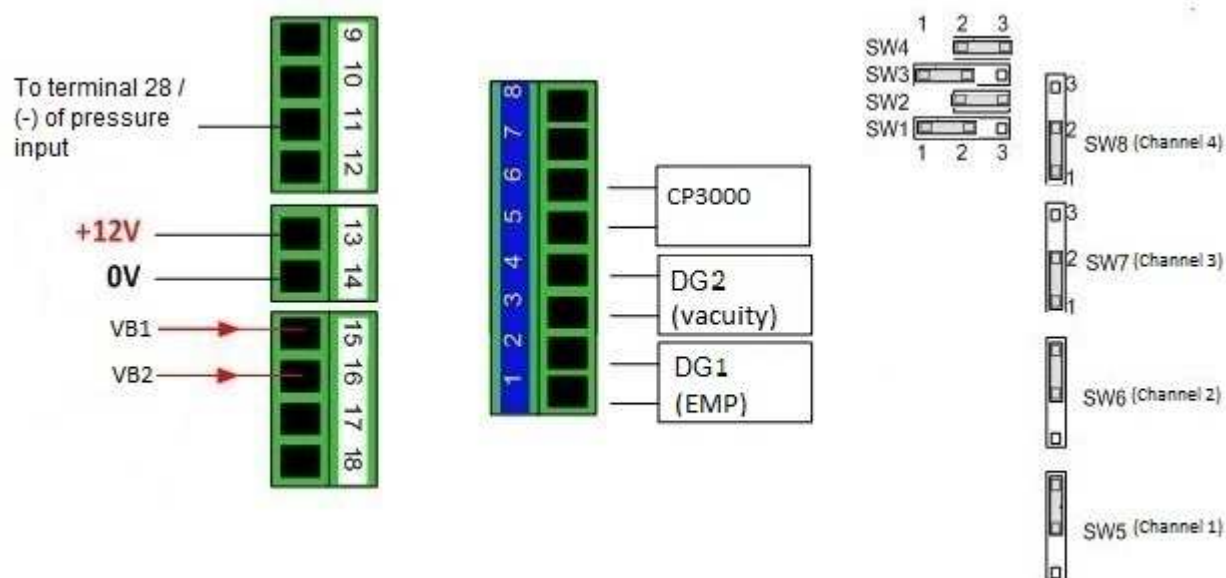 9
10
11
12
To terminal 28 /
(-) of pressure
input
+12V
0V
13
14
VB1
VB2
15
16
17
18
8
7
6
5
4
3
2
1
CP3000
DG2
(vacuity)
DG1
(EMP)
1 2 3
SW4
SW3
SW2
SW1
1 2 3
3
2
1
SW8 (Channel 4)
3
2
1
SW7 (Channel 3)
SW6 (Channel 2)
SW5 (Channel 1)